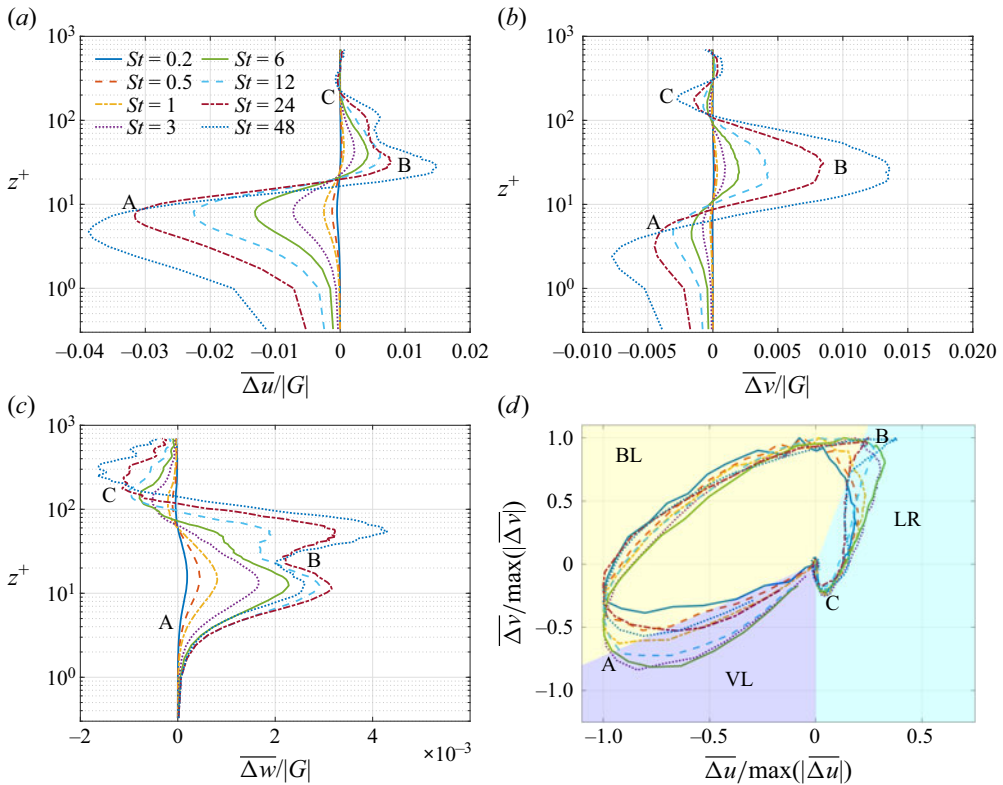 (a)
10³
10²
10¹
10⁰
z⁺
St = 0.2
St = 0.5
St = 1
St = 3
St = 6
St = 12
St = 24
St = 48
A
B
C
–0.04 –0.03 –0.02 –0.01 0 0.01 0.02
Δu/|G|
(b)
10³
10²
10¹
10⁰
z⁺
C
B
A
–0.010 –0.005 0 0.005 0.010 0.015 0.020
Δv/|G|
(c)
10³
10²
10¹
10⁰
z⁺
C
B
A
0 2 4 6
×10⁻³
Δw/|G|
(d)
1.0
0.5
0
–0.5
–1.0
Δv/max(|Δv|)
BL
B
LR
C
A
VL
–1.0 –0.5 0 0.5
Δu/max(|Δu|)